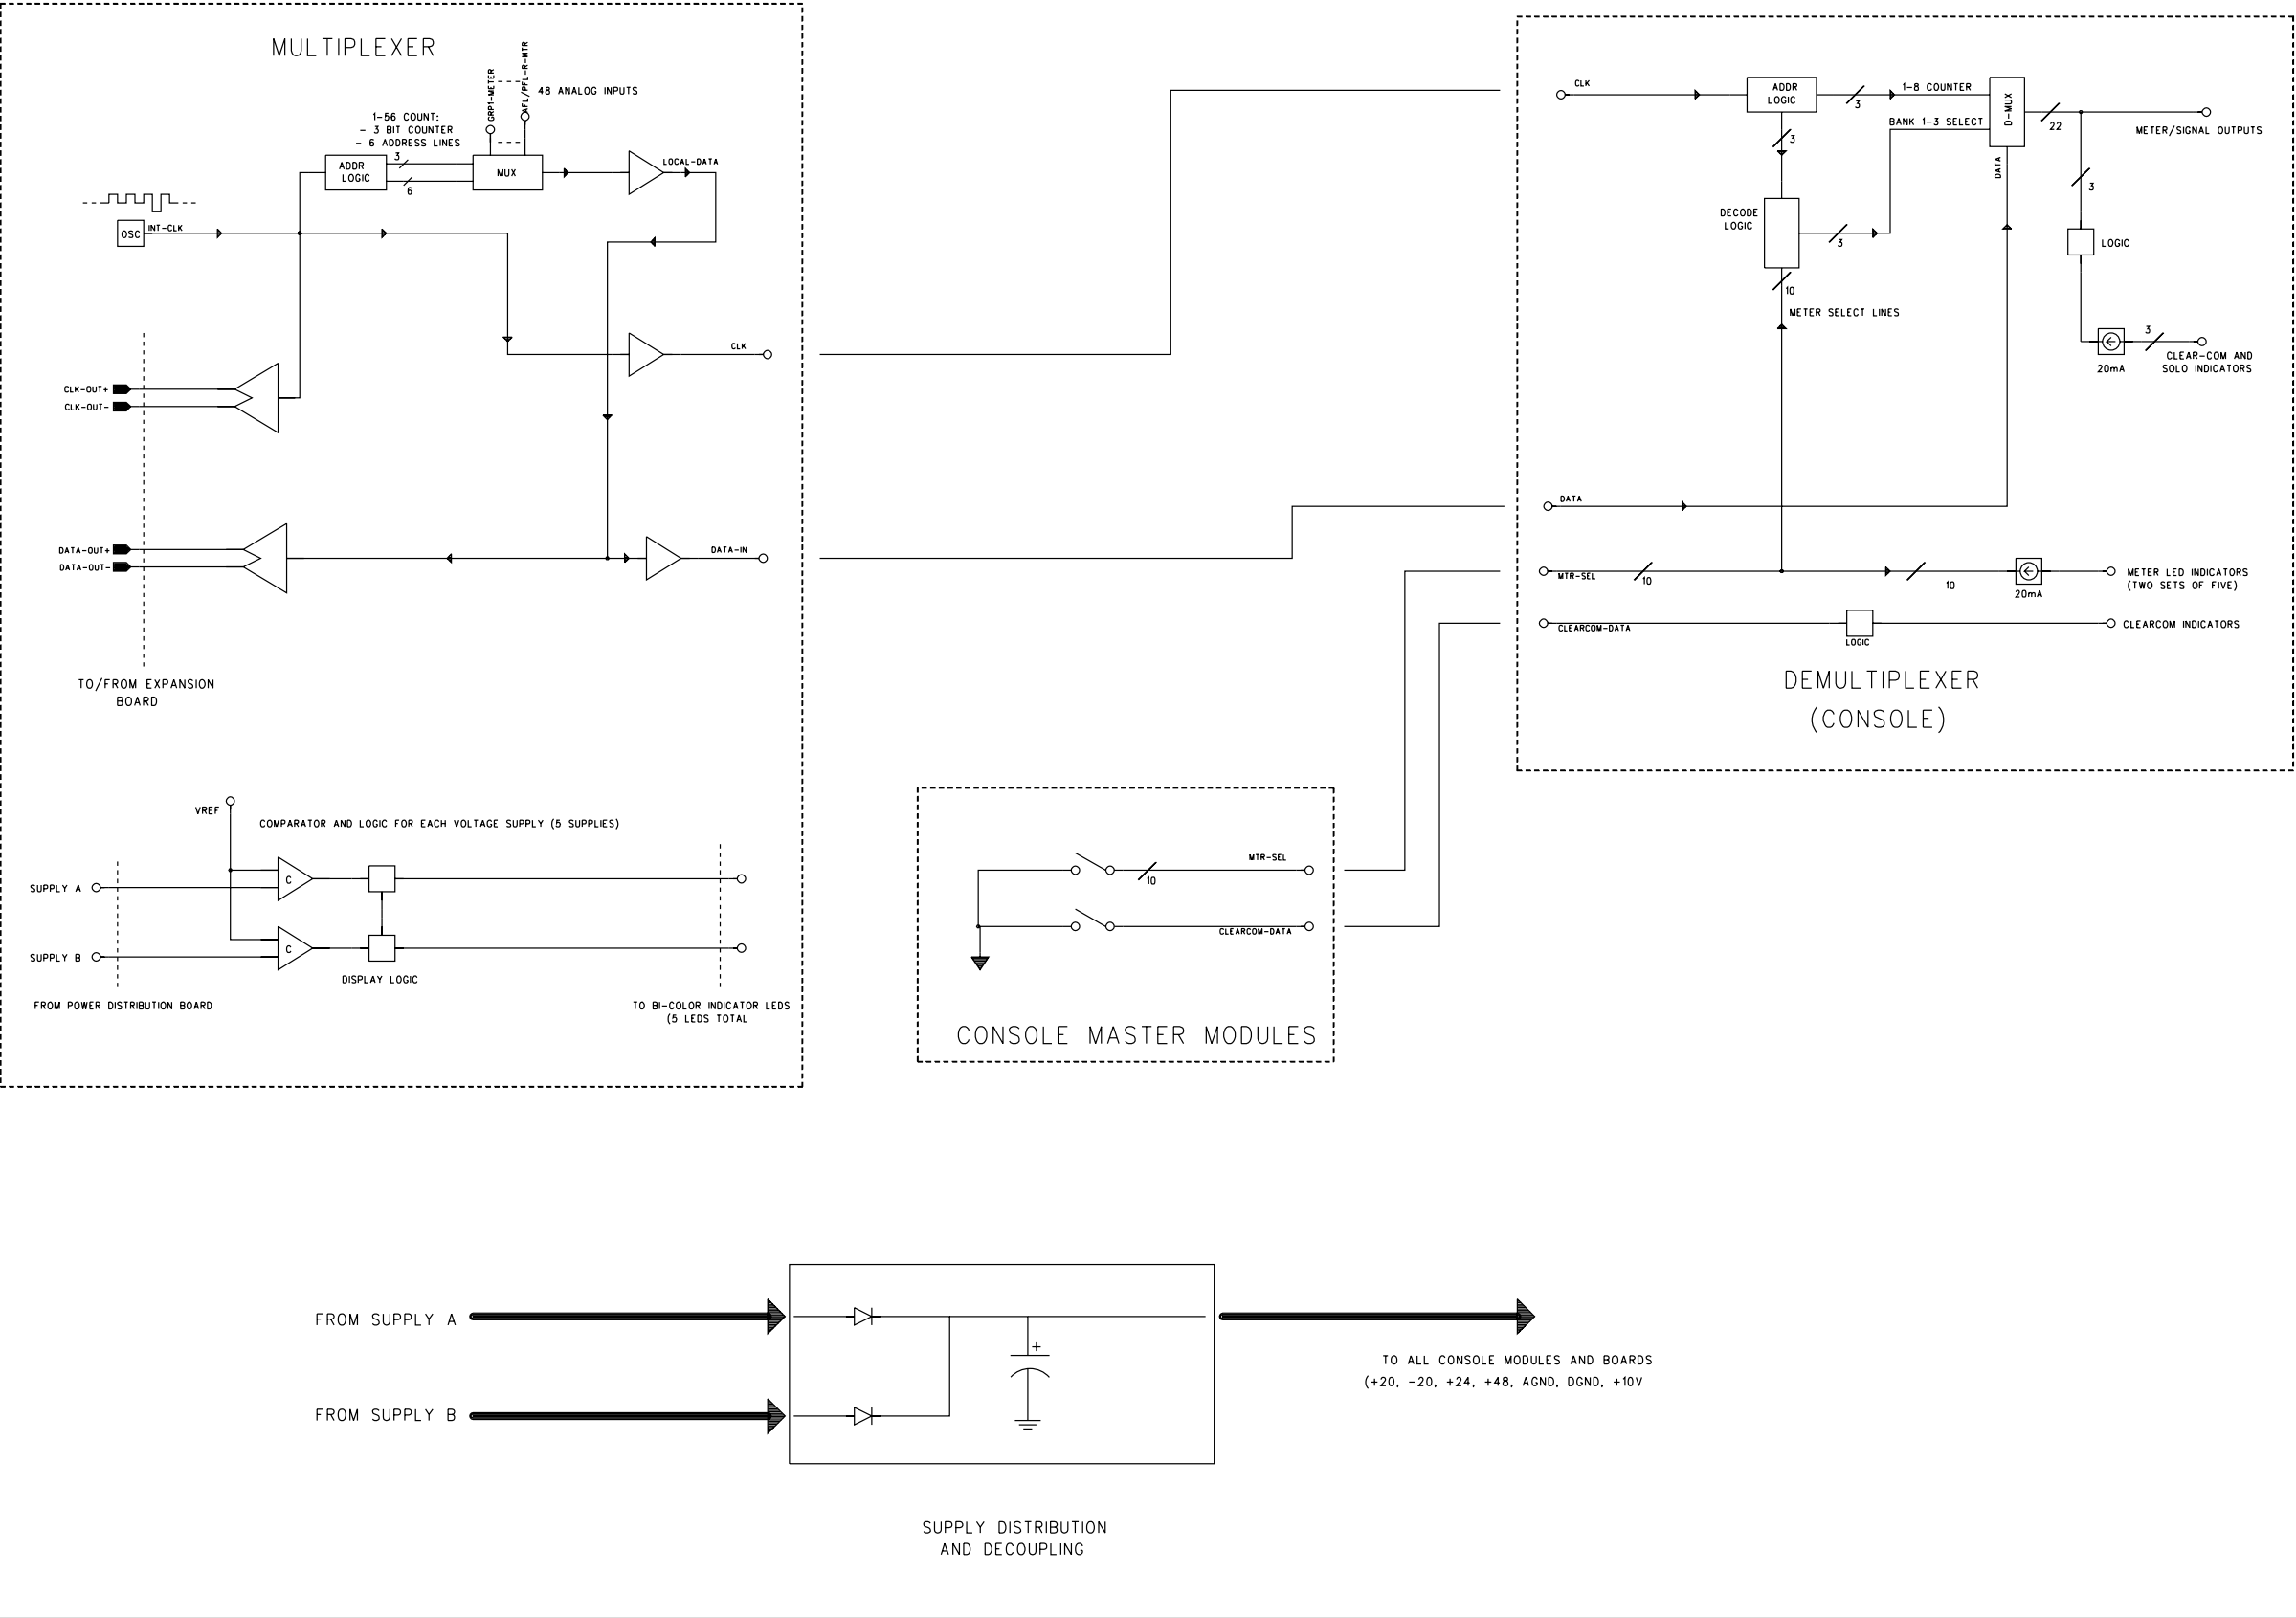 MULTIPLEXER
GRP1-METER
AFL/PFL-R-MTR
48 ANALOG INPUTS
1-56 COUNT:
- 3 BIT COUNTER
- 6 ADDRESS LINES
3
6
ADDR
LOGIC
MUX
LOCAL-DATA
OSC
INT-CLK
CLK
CLK-OUT+
CLK-OUT-
DATA-OUT+
DATA-OUT-
DATA-IN
TO/FROM EXPANSION
BOARD
VREF
COMPARATOR AND LOGIC FOR EACH VOLTAGE SUPPLY (5 SUPPLIES)
SUPPLY A
C
SUPPLY B
C
DISPLAY LOGIC
FROM POWER DISTRIBUTION BOARD
TO BI-COLOR INDICATOR LEDS
(5 LEDS TOTAL
CLK
ADDR
LOGIC
3
1-8 COUNTER
BANK 1-3 SELECT
D-MUX
DATA
22
METER/SIGNAL OUTPUTS
3
3
DECODE
LOGIC
3
LOGIC
10
METER SELECT LINES
3
20mA
CLEAR-COM AND
SOLO INDICATORS
DATA
MTR-SEL
10
10
20mA
METER LED INDICATORS
(TWO SETS OF FIVE)
CLEARCOM-DATA
LOGIC
CLEARCOM INDICATORS
DEMULTIPLEXER
(CONSOLE)
MTR-SEL
10
CLEARCOM-DATA
CONSOLE MASTER MODULES
FROM SUPPLY A
FROM SUPPLY B
+
TO ALL CONSOLE MODULES AND BOARDS
(+20, -20, +24, +48, AGND, DGND, +10V
SUPPLY DISTRIBUTION
AND DECOUPLING